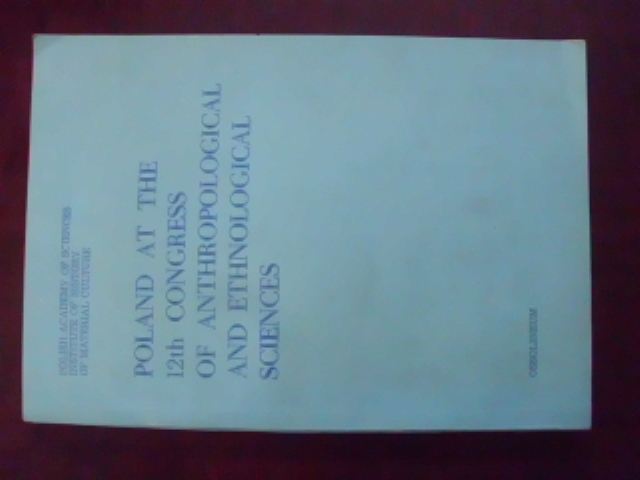 POLISH ACADEMY OF SCIENCES
INSTITUTE OF HISTORY
OF MATERIAL CULTURE
POLAND AT THE
12th CONGRESS
OF ANTHROPOLOGICAL
AND ETHNOLOGICAL
SCIENCES
OSSOLINEUM